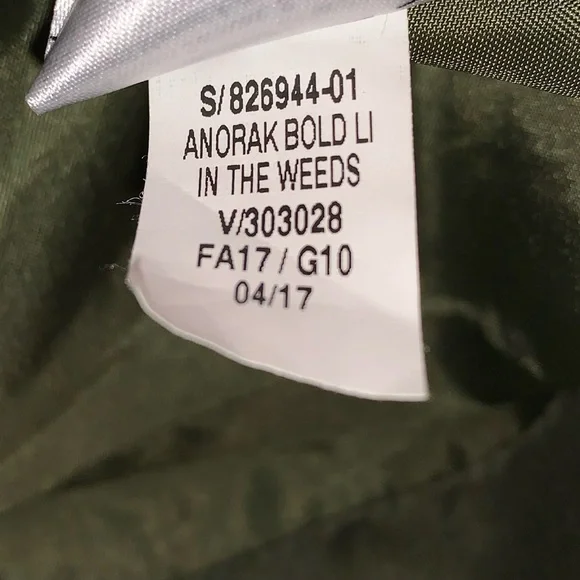 S/826944-01
ANORAK BOLD LI
IN THE WEEDS
V/303028
FA17 / G10
04/17